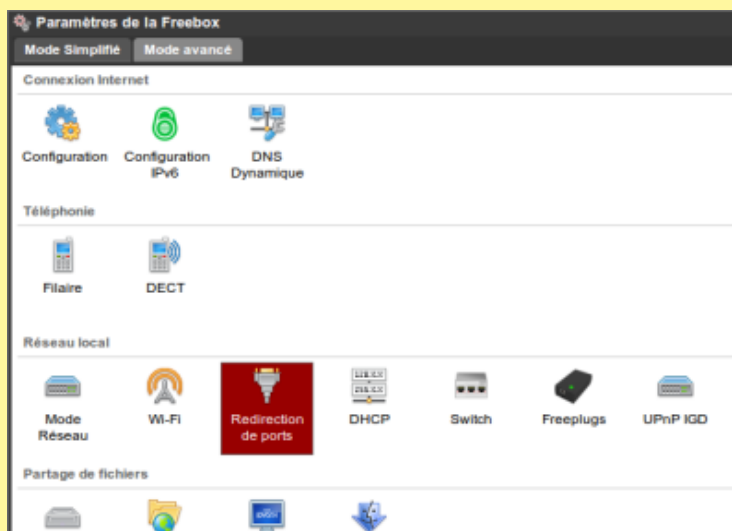 Paramètres de la Freebox
Mode Simplifié
Mode avancé
Connexion Internet
Configuration
Configuration IPv6
DNS Dynamique
Téléphonie
Filaire
DECT
Réseau local
Mode Réseau
Wi-Fi
Redirection de ports
DHCP
Switch
Freeplugs
UPnP IGD
Partage de fichiers